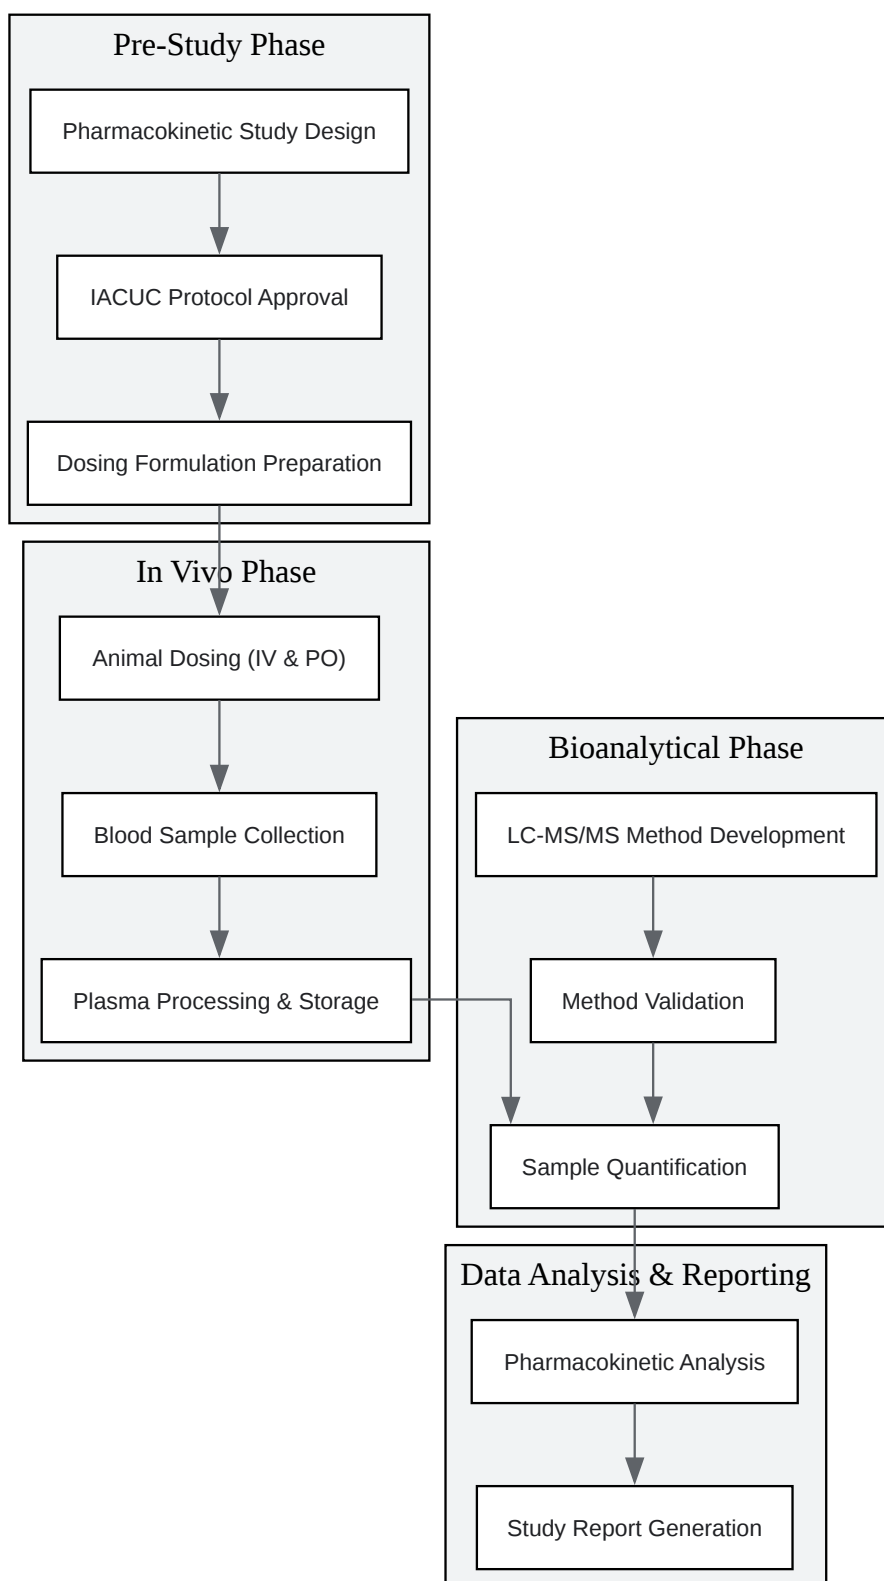 Pre-Study Phase
Pharmacokinetic Study Design
IACUC Protocol Approval
Dosing Formulation Preparation
In Vivo Phase
Animal Dosing (IV & PO)
Blood Sample Collection
Plasma Processing & Storage
Bioanalytical Phase
LC-MS/MS Method Development
Method Validation
Sample Quantification
Data Analysis & Reporting
Pharmacokinetic Analysis
Study Report Generation